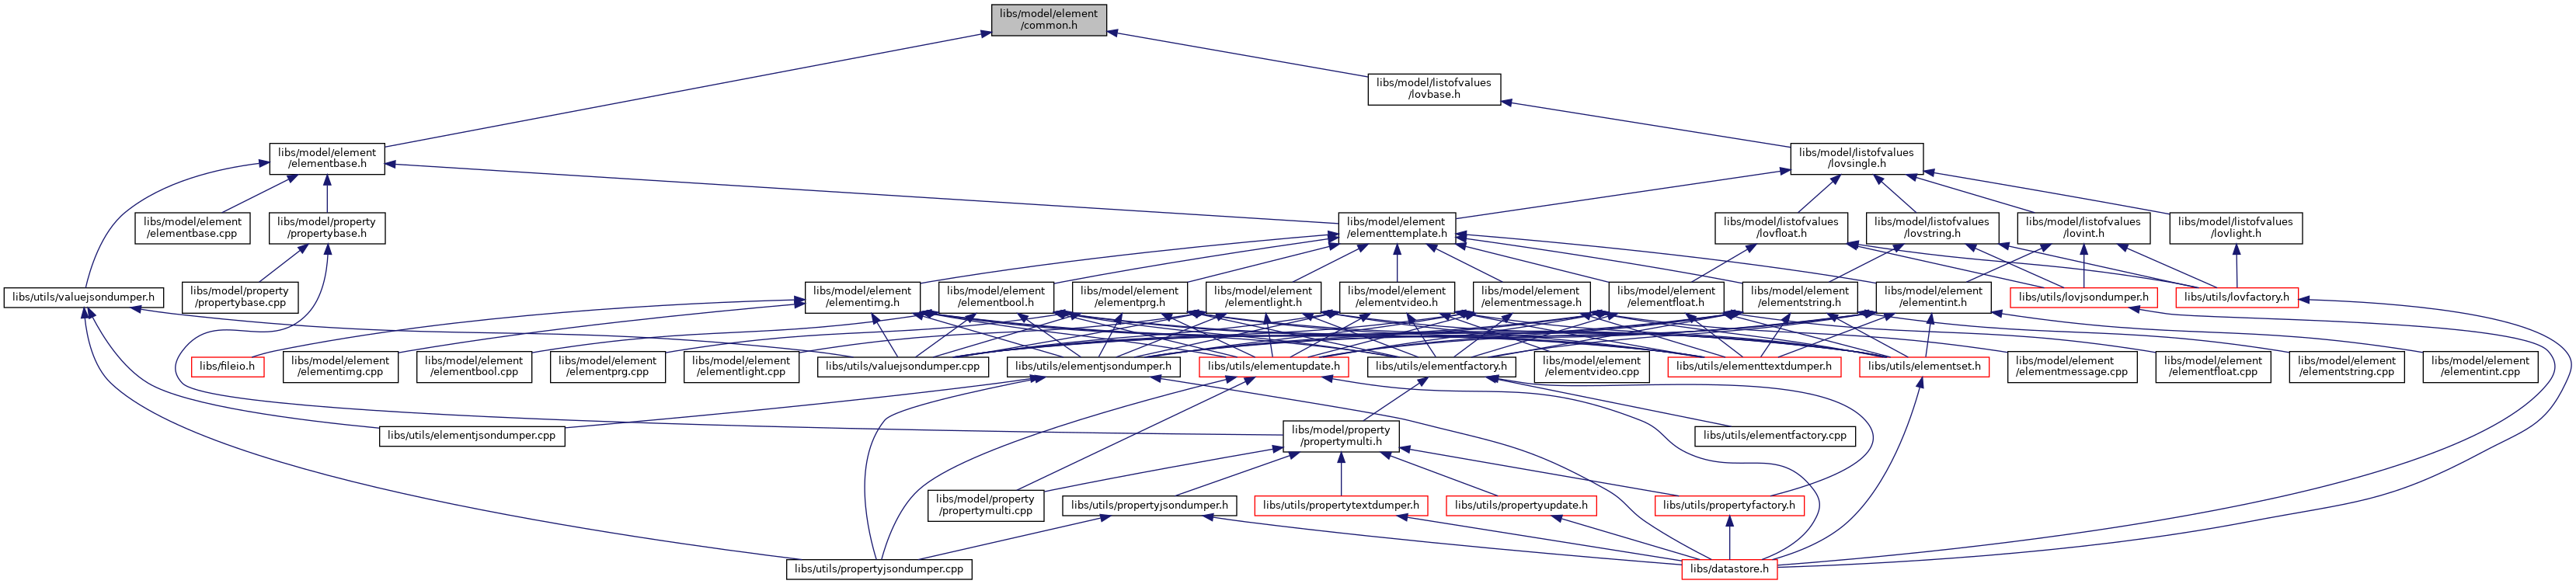 libs/model/element
/common.h
libs/model/listofvalues
/lovbase.h
libs/model/element
/elementbase.h
libs/model/listofvalues
/lovsingle.h
libs/model/element
/elementbase.cpp
libs/model/property
/propertybase.h
libs/model/element
/elementtemplate.h
libs/model/listofvalues
/lovfloat.h
libs/model/listofvalues
/lovstring.h
libs/model/listofvalues
/lovint.h
libs/model/listofvalues
/lovlight.h
libs/utils/valuejsondumper.h
libs/model/property
/propertybase.cpp
libs/model/element
/elementimg.h
libs/model/element
/elementbool.h
libs/model/element
/elementprg.h
libs/model/element
/elementlight.h
libs/model/element
/elementvideo.h
libs/model/element
/elementmessage.h
libs/model/element
/elementfloat.h
libs/model/element
/elementstring.h
libs/model/element
/elementint.h
libs/utils/lovjsondumper.h
libs/utils/lovfactory.h
libs/fileio.h
libs/model/element
/elementimg.cpp
libs/model/element
/elementbool.cpp
libs/model/element
/elementprg.cpp
libs/model/element
/elementlight.cpp
libs/utils/valuejsondumper.cpp
libs/utils/elementjsondumper.h
libs/utils/elementupdate.h
libs/utils/elementfactory.h
libs/model/element
/elementvideo.cpp
libs/utils/elementtextdumper.h
libs/utils/elementset.h
libs/model/element
/elementmessage.cpp
libs/model/element
/elementfloat.cpp
libs/model/element
/elementstring.cpp
libs/model/element
/elementint.cpp
libs/utils/elementjsondumper.cpp
libs/model/property
/propertymulti.h
libs/utils/elementfactory.cpp
libs/model/property
/propertymulti.cpp
libs/utils/propertyjsondumper.h
libs/utils/propertytextdumper.h
libs/utils/propertyupdate.h
libs/utils/propertyfactory.h
libs/utils/propertyjsondumper.cpp
libs/datastore.h